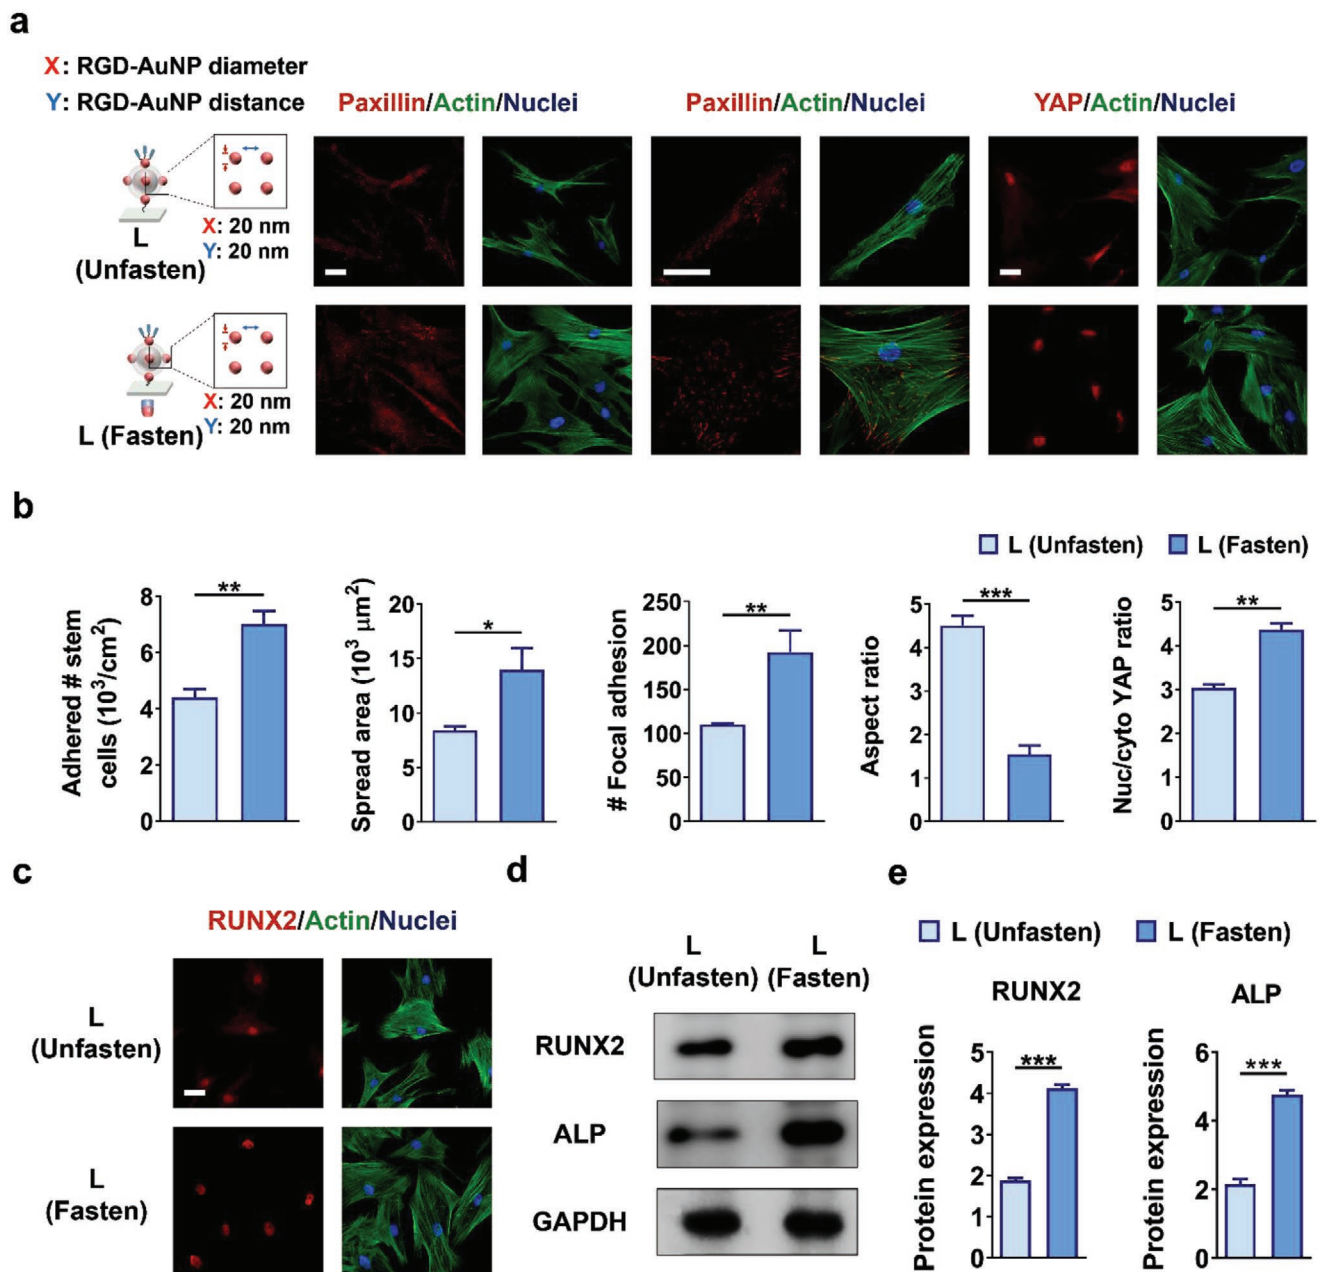 a
X: RGD-AuNP diameter
Y: RGD-AuNP distance
Paxillin/Actin/Nuclei
Paxillin/Actin/Nuclei
YAP/Actin/Nuclei
L
(Unfasten)
X: 20 nm
Y: 20 nm
L (Fasten)
X: 20 nm
Y: 20 nm
b
L (Unfasten)
L (Fasten)
Adhered # stem
cells (10³/cm²)
8
6
4
2
0
**
Spread area (10³ µm²)
20
15
10
5
0
*
# Focal adhesion
250
200
150
100
50
0
**
Aspect ratio
5
4
3
2
1
0
***
Nuc/cyto YAP ratio
5
4
3
2
1
0
**
c
RUNX2/Actin/Nuclei
L
(Unfasten)
L
(Fasten)
d
L
(Unfasten)
L
(Fasten)
RUNX2
ALP
GAPDH
e
L (Unfasten)
L (Fasten)
RUNX2
Protein expression
5
4
3
2
1
0
***
ALP
Protein expression
6
4
2
0
***